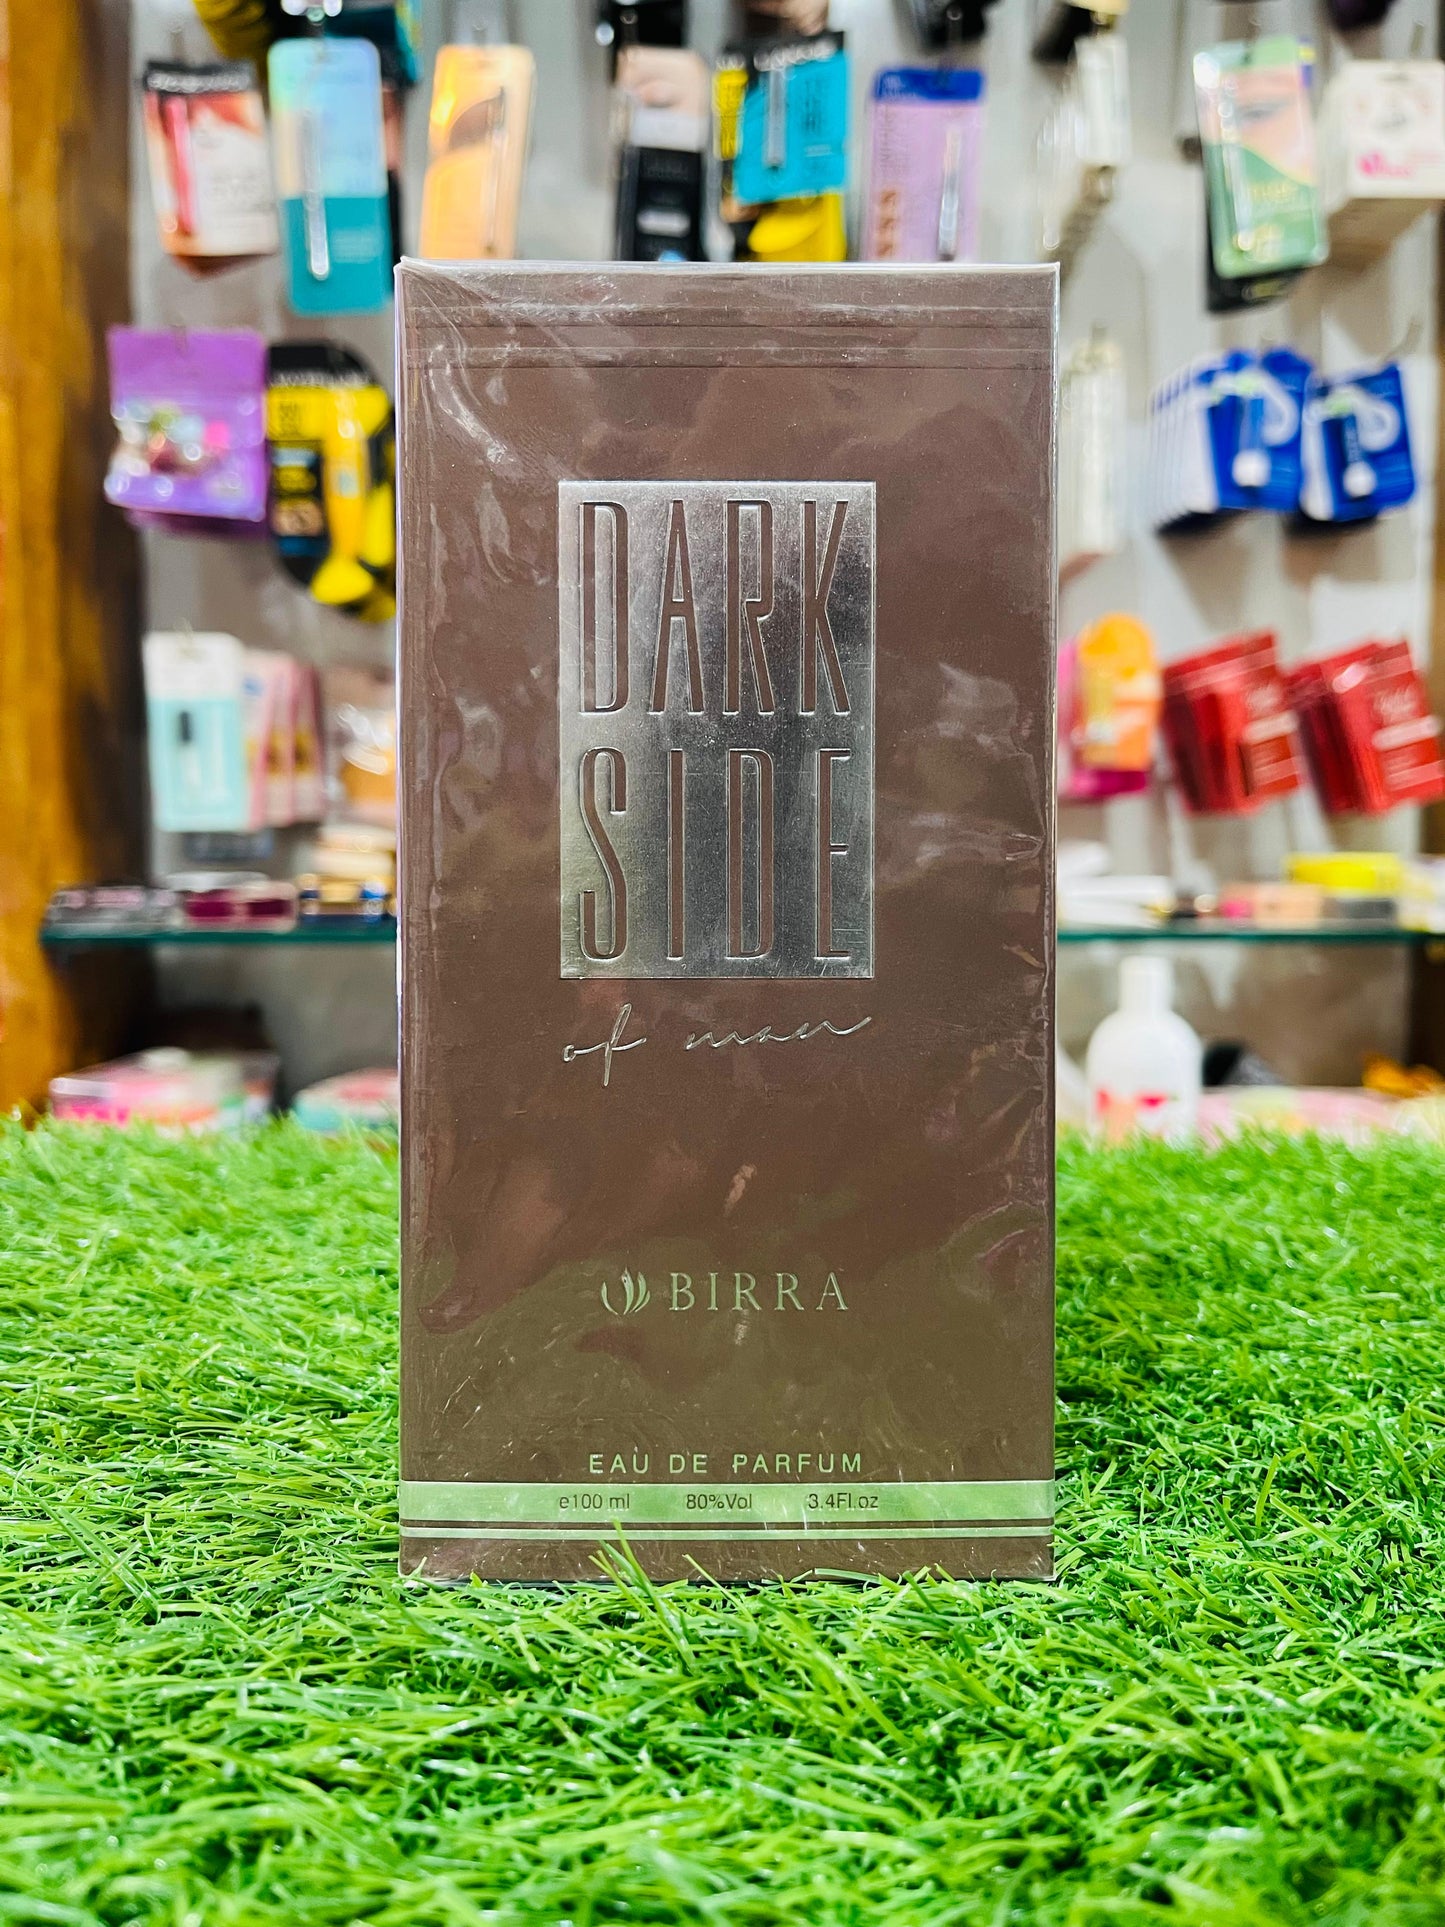 DARK
SIDE
of man
BIRRA
EAU DE PARFUM
e100 ml 80%Vol 3.4Fl.oz